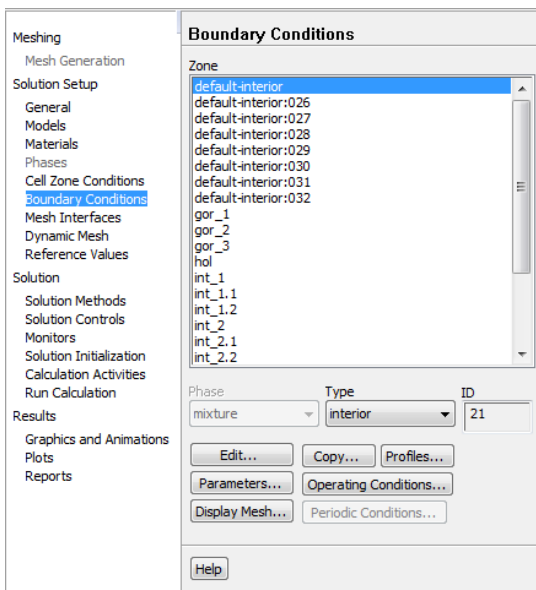 Meshing
Mesh Generation
Solution Setup
General
Models
Materials
Phases
Cell Zone Conditions
Boundary Conditions
Mesh Interfaces
Dynamic Mesh
Reference Values
Solution
Solution Methods
Solution Controls
Monitors
Solution Initialization
Calculation Activities
Run Calculation
Results
Graphics and Animations
Plots
Reports
Boundary Conditions
Zone
default-interior
default-interior:026
default-interior:027
default-interior:028
default-interior:029
default-interior:030
default-interior:031
default-interior:032
gor_1
gor_2
gor_3
hol
int_1
int_1.1
int_1.2
int_2
int_2.1
int_2.2
Phase Type ID
mixture interior 21
Edit... Copy... Profiles...
Parameters... Operating Conditions...
Display Mesh... Periodic Conditions...
Help